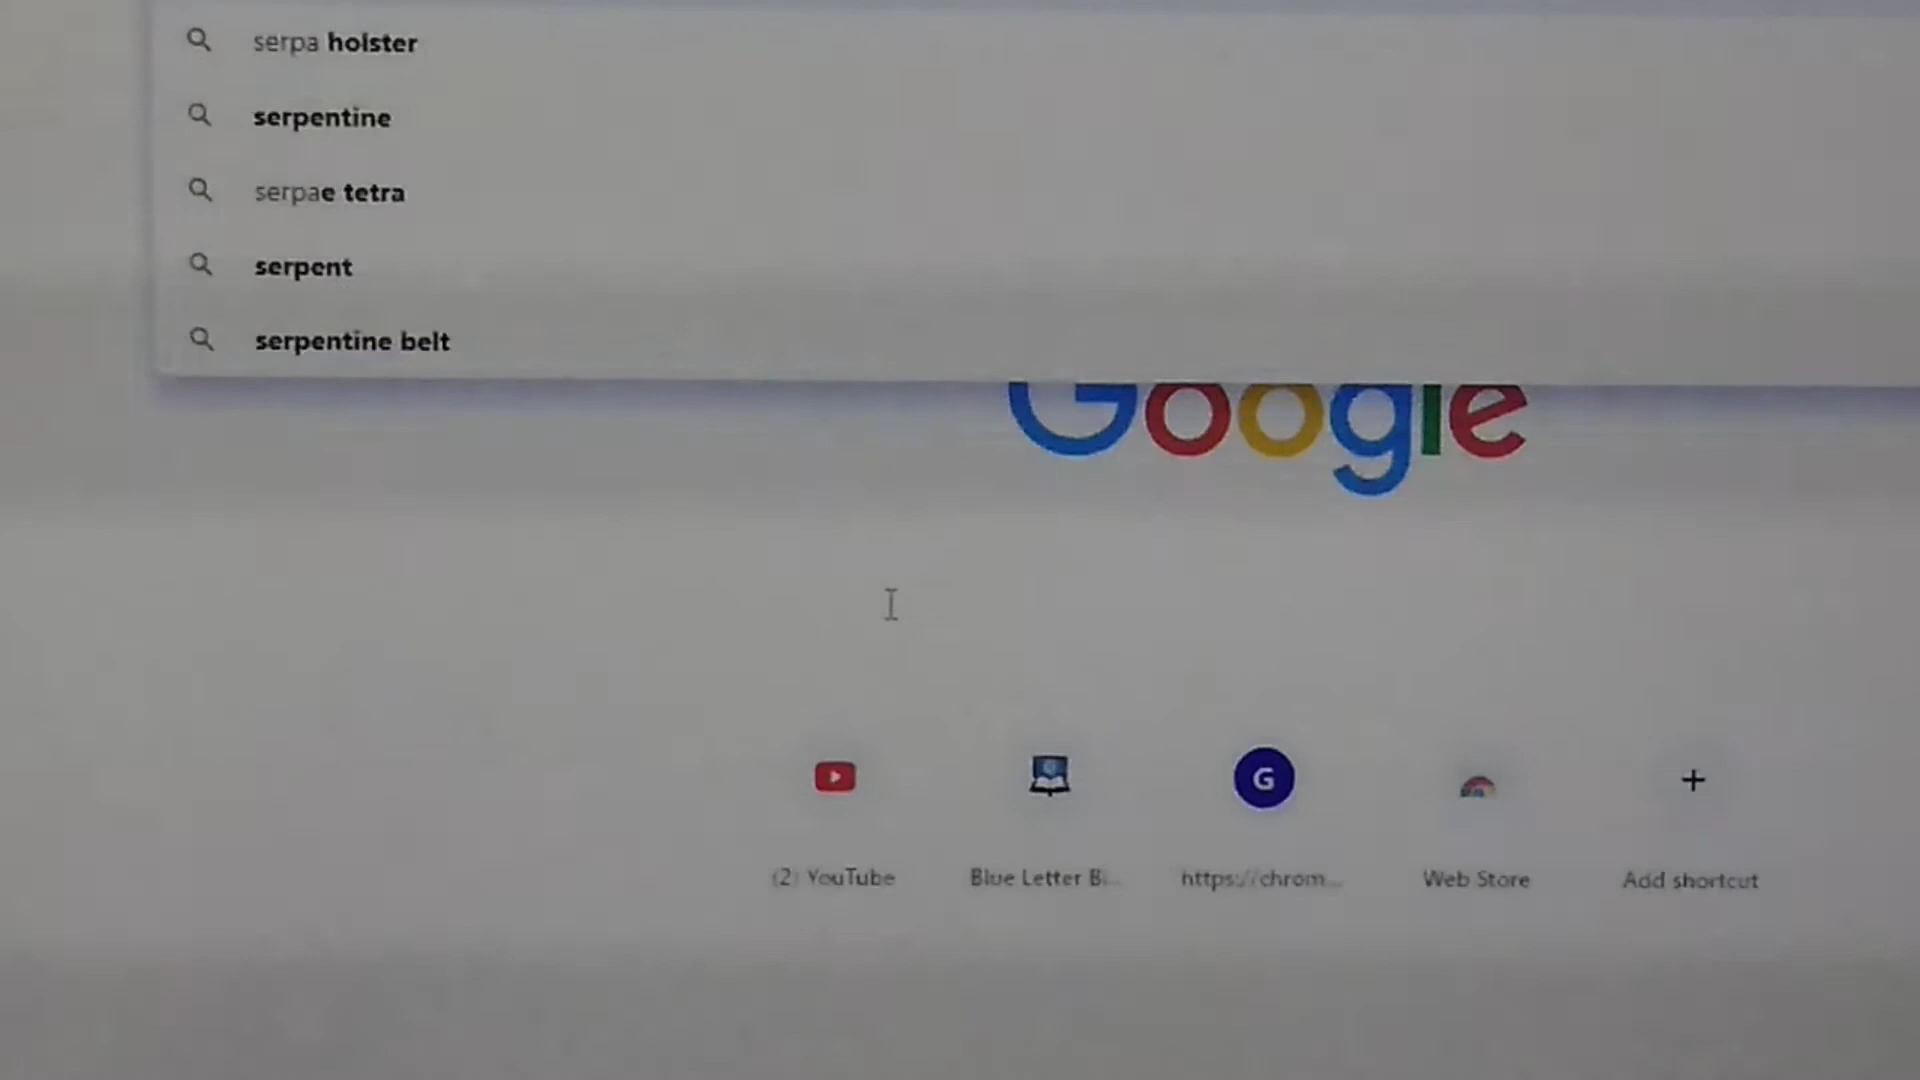 serpa holster
serpentine
serpae tetra
serpent
serpentine belt
Google
G
(2) YouTube
Blue Letter Bi...
https://chrom...
Web Store
Add shortcut